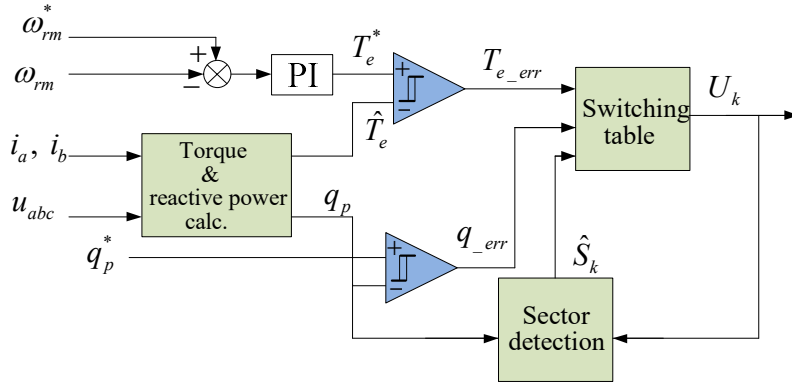 ω*rm
+
ωrm
−
PI
T*e
+
−
T̂e
Te_err
Switching
table
Uk
ia, ib
uabc
Torque
&
reactive power
calc.
qp
q*p
+
−
q_err
Ŝk
Sector
detection